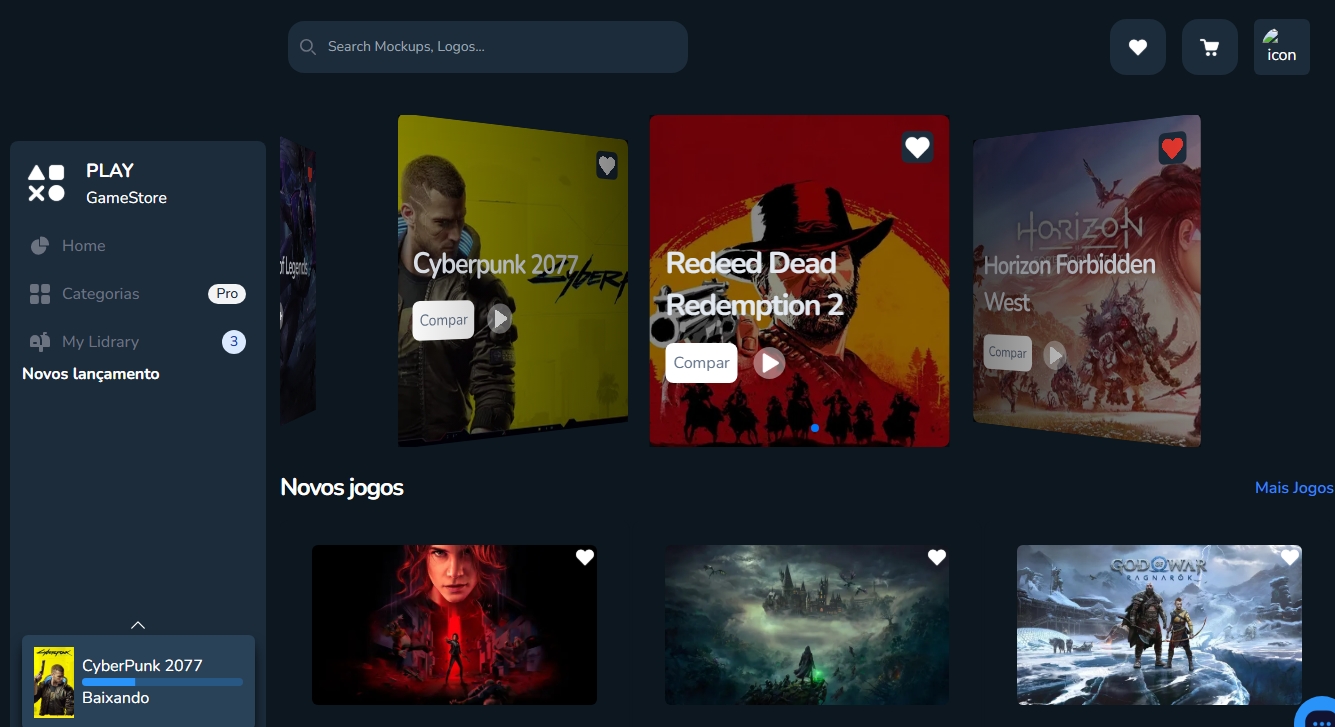 Search Mockups, Logos...
icon
PLAY
GameStore
Home
Categorias
Pro
My Lidrary
3
Novos lançamento
of Legends
Cyberpunk 2077
Compar
Redeed Dead
Redemption 2
Compar
HORIZON
Horizon Forbidden
West
Compar
Novos jogos
Mais Jogos
GOD OF WAR
RAGNARÖK
CyberPunk 2077
Baixando